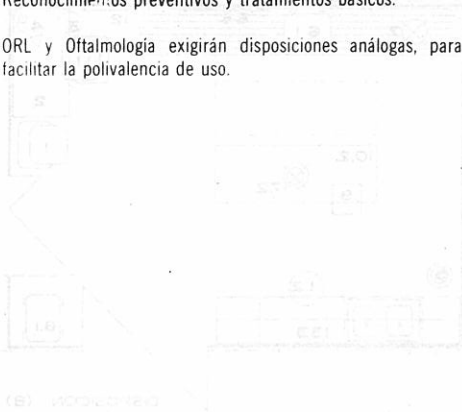 Reconocimientos preventivos y tratamientos básicos.
ORL y Oftalmología exigirán disposiciones análogas, para
facilitar la polivalencia de uso.